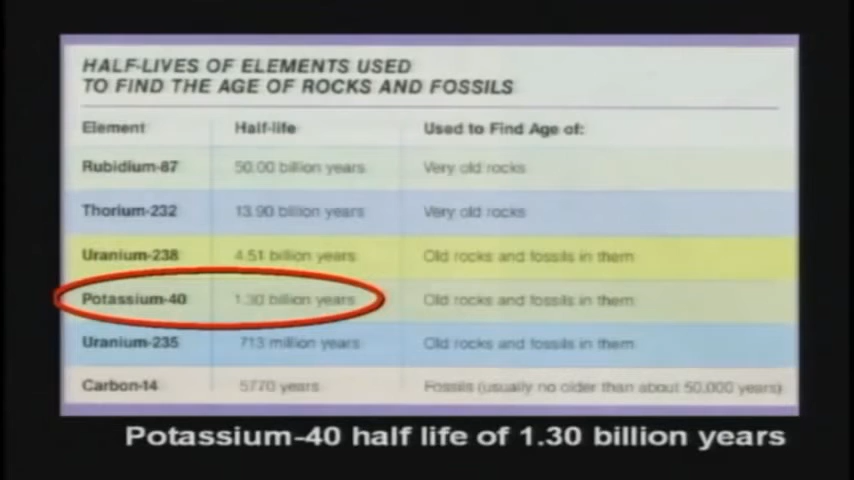 HALF-LIVES OF ELEMENTS USED
TO FIND THE AGE OF ROCKS AND FOSSILS
Element Half-life Used to Find Age of:
Rubidium-87 50.00 billion years Very old rocks
Thorium-232 13.90 billion years Very old rocks
Uranium-238 4.51 billion years Old rocks and fossils in them
Potassium-40 1.30 billion years Old rocks and fossils in them
Uranium-235 713 million years Old rocks and fossils in them
Carbon-14 5770 years Fossils (usually no older than about 50,000 years)
Potassium-40 half life of 1.30 billion years